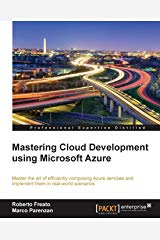 Professional Expertise Distilled
Mastering Cloud Development
using Microsoft Azure
Master the art of efficiently composing Azure services and
implement them in real-world scenarios
Roberto Freato
Marco Parenzan
PACKT
enterprise
PUBLISHING